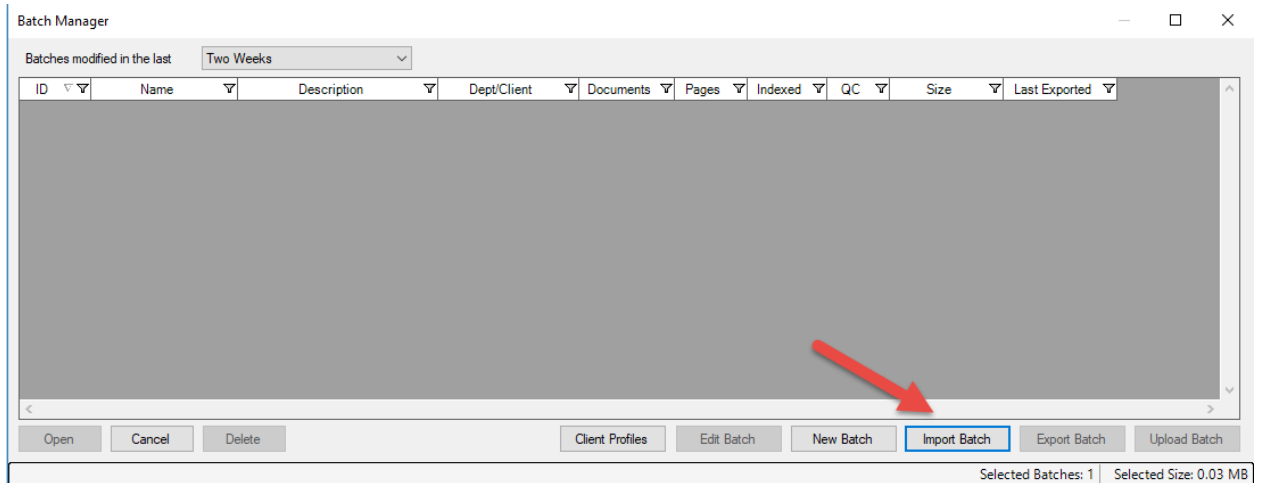 Batch Manager
Batches modified in the last Two Weeks
ID Name Description Dept/Client Documents Pages Indexed QC Size Last Exported
Open Cancel Delete Client Profiles Edit Batch New Batch Import Batch Export Batch Upload Batch
Selected Batches: 1 Selected Size: 0.03 MB